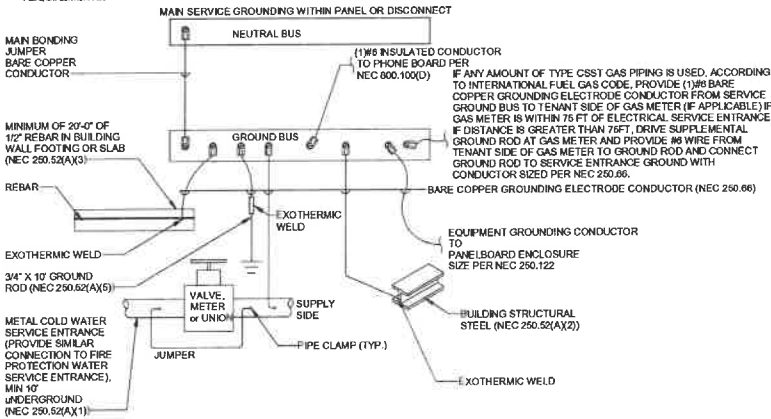 MAIN SERVICE GROUNDING WITHIN PANEL OR DISCONNECT
NEUTRAL BUS
MAIN BONDING
JUMPER
BARE COPPER
CONDUCTOR
(1)#6 INSULATED CONDUCTOR
TO PHONE BOARD PER
NEC 800.100(D)
IF ANY AMOUNT OF TYPE CSST GAS PIPING IS USED, ACCORDING
TO INTERNATIONAL FUEL GAS CODE, PROVIDE (1)#6 BARE
COPPER GROUNDING ELECTRODE CONDUCTOR FROM SERVICE
GROUND BUS TO TENANT SIDE OF GAS METER (IF APPLICABLE) IF
GAS METER IS WITHIN 75 FT OF ELECTRICAL SERVICE ENTRANCE
IF DISTANCE IS GREATER THAN 75FT, DRIVE SUPPLEMENTAL
GROUND ROD AT GAS METER AND PROVIDE #6 WIRE FROM
TENANT SIDE OF GAS METER TO GROUND ROD AND CONNECT
GROUND ROD TO SERVICE ENTRANCE GROUND WITH
CONDUCTOR SIZED PER NEC 250.66.
GROUND BUS
MINIMUM OF 20'-0" OF
1/2" REBAR IN BUILDING
WALL FOOTING OR SLAB
(NEC 250.52(A)(3)
REBAR
BARE COPPER GROUNDING ELECTRODE CONDUCTOR (NEC 250.66)
EXOTHERMIC
WELD
EXOTHERMIC WELD
EQUIPMENT GROUNDING CONDUCTOR
TO
PANELBOARD ENCLOSURE
SIZE PER NEC 250.122
3/4" X 10' GROUND
ROD (NEC 250.52(A)(5))
VALVE,
METER
or UNION
SUPPLY
SIDE
BUILDING STRUCTURAL
STEEL (NEC 250.52(A)(2))
METAL COLD WATER
SERVICE ENTRANCE
(PROVIDE SIMILAR
CONNECTION TO FIRE
PROTECTION WATER
SERVICE ENTRANCE),
MIN 10'
uNDERGROUND
(NEC 250.52(A)(1))
JUMPER
PIPE CLAMP (TYP.)
EXOTHERMIC WELD